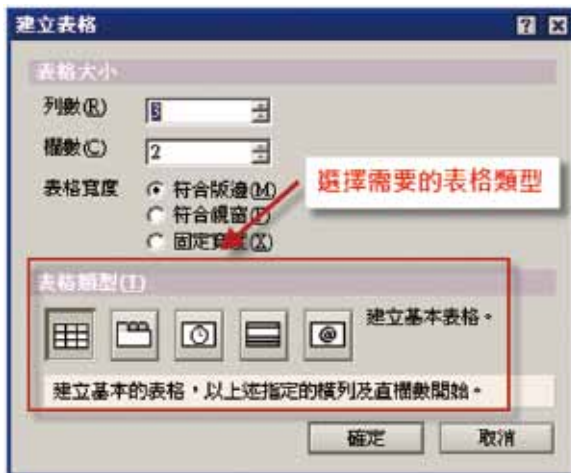 建立表格
表格大小
列數(R) 3
欄數(C) 2
表格寬度 符合版邊(M)
選擇需要的表格類型
符合視窗(F)
固定寬度(X)
表格類型(T)
建立基本表格。
建立基本的表格，以上述指定的橫列及直欄數開始。
確定 取消